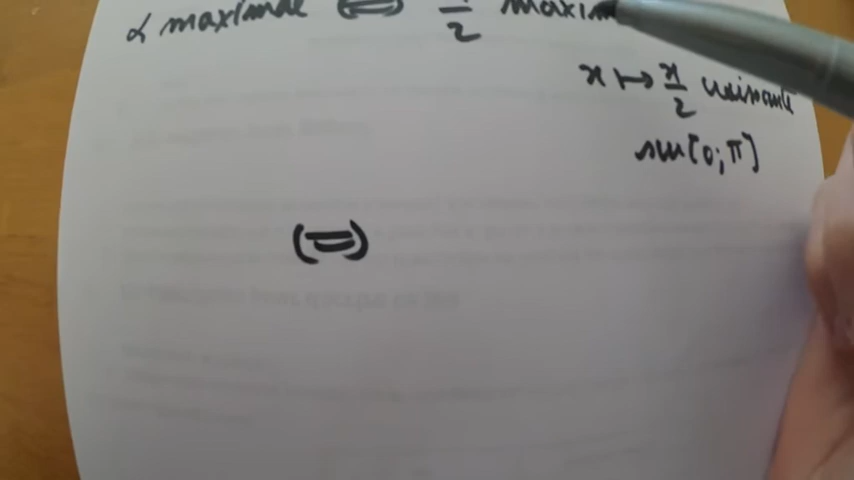 α maximale ⇔ /2 maxim
x ↦ x/2 croissante
sur [0; π]
⇔